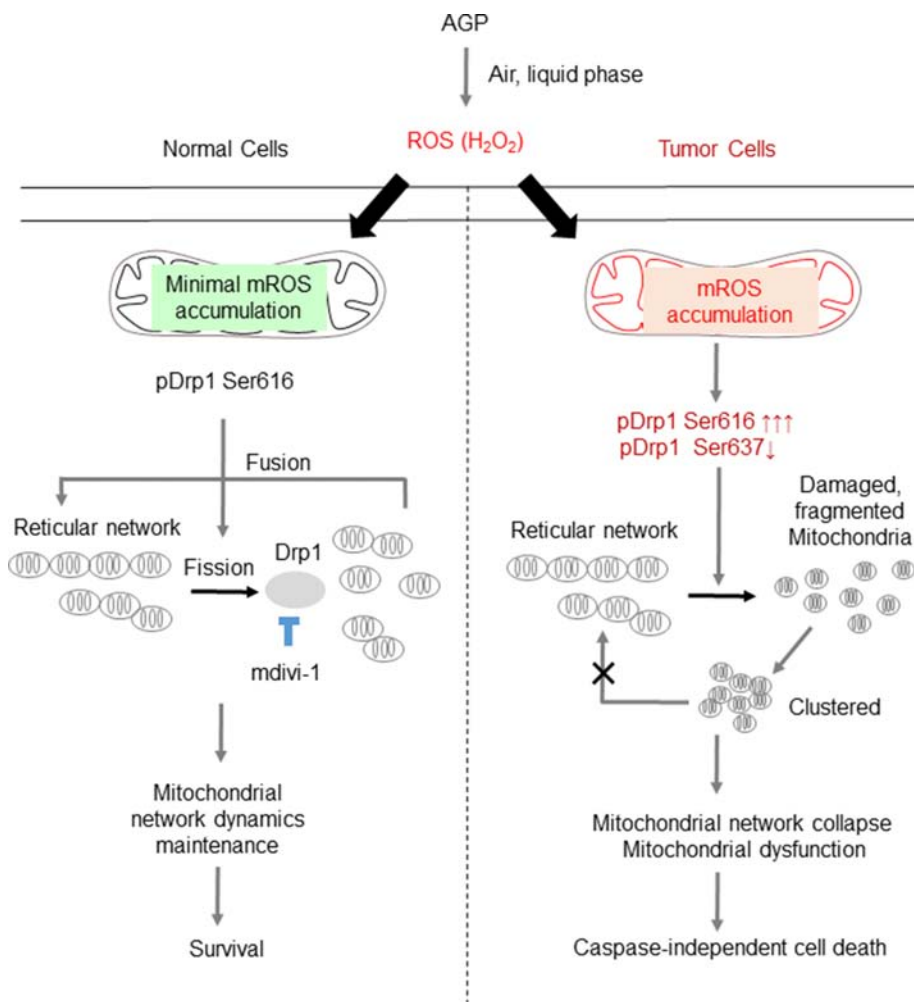 AGP
Air, liquid phase
ROS (H₂O₂)
Normal Cells
Tumor Cells
Minimal mROS
accumulation
pDrp1 Ser616
Fusion
Reticular network
Fission
Drp1
mdivi-1
Mitochondrial
network dynamics
maintenance
Survival
mROS
accumulation
pDrp1 Ser616 ↑↑↑
pDrp1 Ser637↓
Damaged,
fragmented
Mitochondria
Reticular network
Clustered
Mitochondrial network collapse
Mitochondrial dysfunction
Caspase-independent cell death